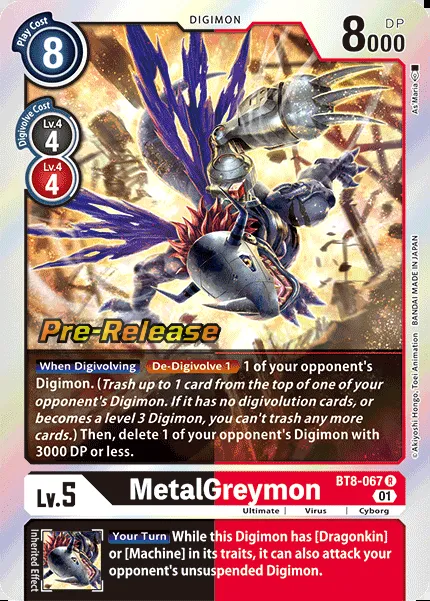 Play Cost
8
DIGIMON
DP
8000
Digivolve Cost
Lv.4
4
Lv.4
4
As'Maria
Pre-Release
When Digivolving De-Digivolve 1 1 of your opponent's
Digimon. (Trash up to 1 card from the top of one of your
opponent's Digimon. If it has no digivolution cards, or
becomes a level 3 Digimon, you can't trash any more
cards.) Then, delete 1 of your opponent's Digimon with
3000 DP or less.
©Akiyoshi Hongo, Toei Animation BANDAI MADE IN JAPAN
Lv.5
MetalGreymon
BT8-067 R
01
Ultimate | Virus | Cyborg
Inherited Effect
Your Turn While this Digimon has [Dragonkin]
or [Machine] in its traits, it can also attack your
opponent's unsuspended Digimon.